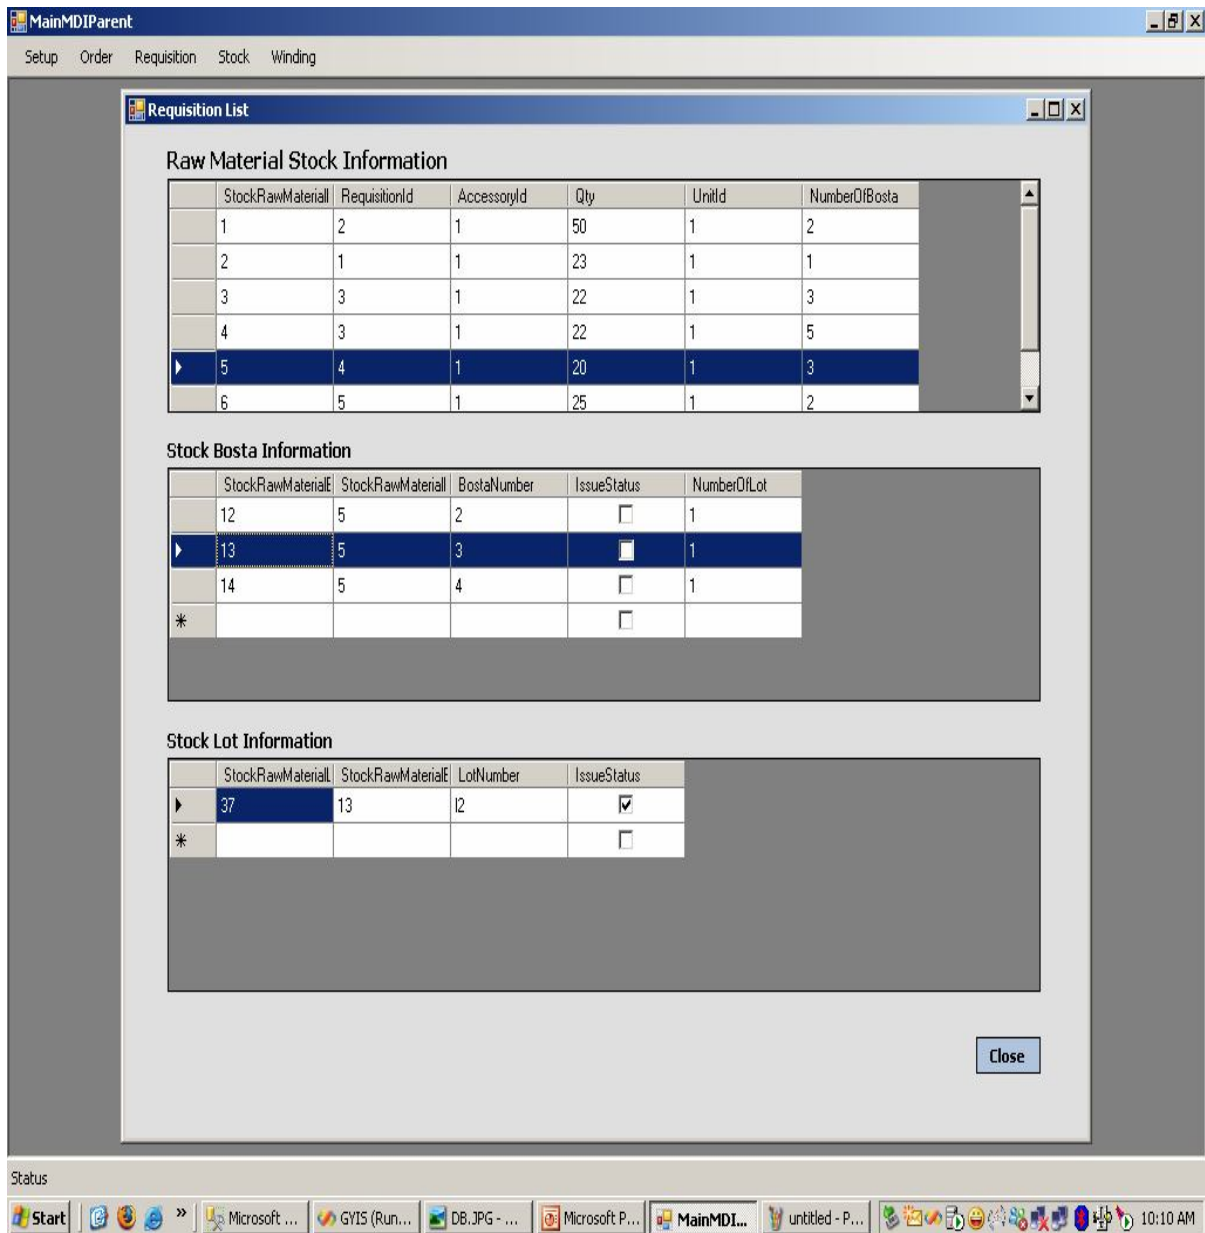 MainMDIParent
Setup Order Requisition Stock Winding
Requisition List
Raw Material Stock Information
StockRawMaterialI RequisitionId AccessoryId Qty UnitId NumberOfBosta
1 2 1 50 1 2
2 1 1 23 1 1
3 3 1 22 1 3
4 3 1 22 1 5
5 4 1 20 1 3
6 5 1 25 1 2
Stock Bosta Information
StockRawMaterialE StockRawMaterialI BostaNumber IssueStatus NumberOfLot
12 5 2 1
13 5 3 1
14 5 4 1
Stock Lot Information
StockRawMaterialL StockRawMaterialE LotNumber IssueStatus
37 13 l2
Close
Status
Start » Microsoft ... GYIS (Run... DB.JPG - ... Microsoft P... MainMDI... untitled - P... 10:10 AM